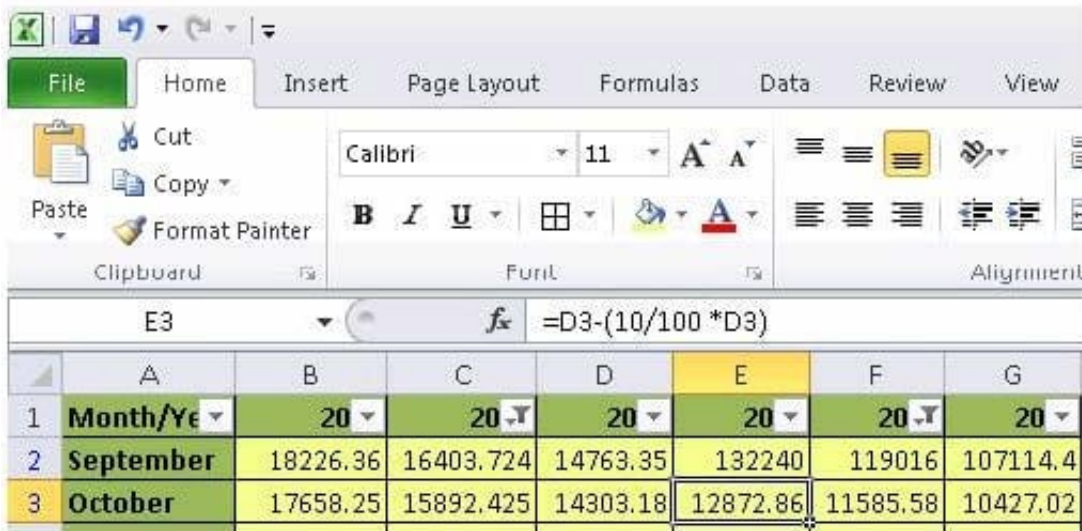 File Home Insert Page Layout Formulas Data Review View
Cut
Copy
Paste
Format Painter
Calibri 11 A A
B I U A
Clipboard Font Alignment
E3 fx =D3-(10/100 *D3)
A B C D E F G
1 Month/Ye 20 20 20 20 20 20
2 September 18226.36 16403.724 14763.35 132240 119016 107114.4
3 October 17658.25 15892.425 14303.18 12872.86 11585.58 10427.02